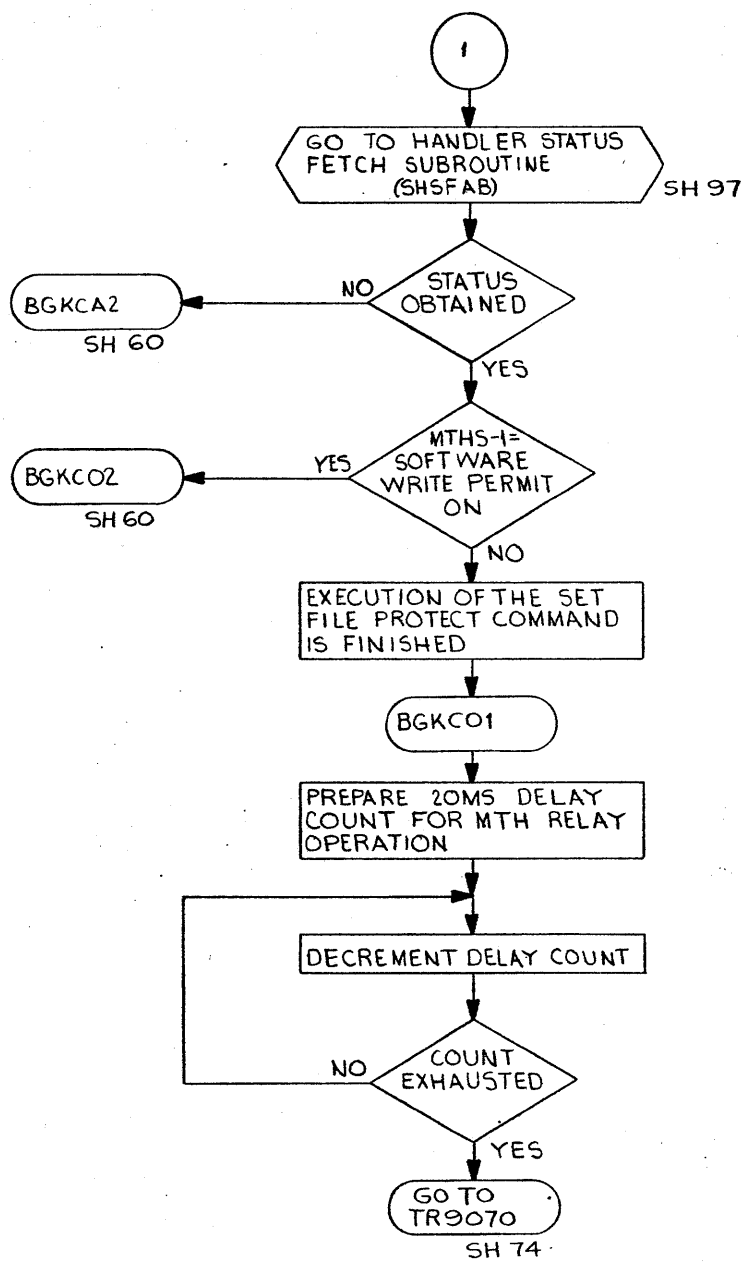 1
GO TO HANDLER STATUS
FETCH SUBROUTINE
(SHSFAB)
SH 97
STATUS
OBTAINED
NO
BGKCA2
SH 60
YES
MTHS-1=
SOFTWARE
WRITE PERMIT
ON
YES
BGKCO2
SH 60
NO
EXECUTION OF THE SET
FILE PROTECT COMMAND
IS FINISHED
BGKCO1
PREPARE 20MS DELAY
COUNT FOR MTH RELAY
OPERATION
DECREMENT DELAY COUNT
COUNT
EXHAUSTED
NO
YES
GO TO
TR9070
SH 74